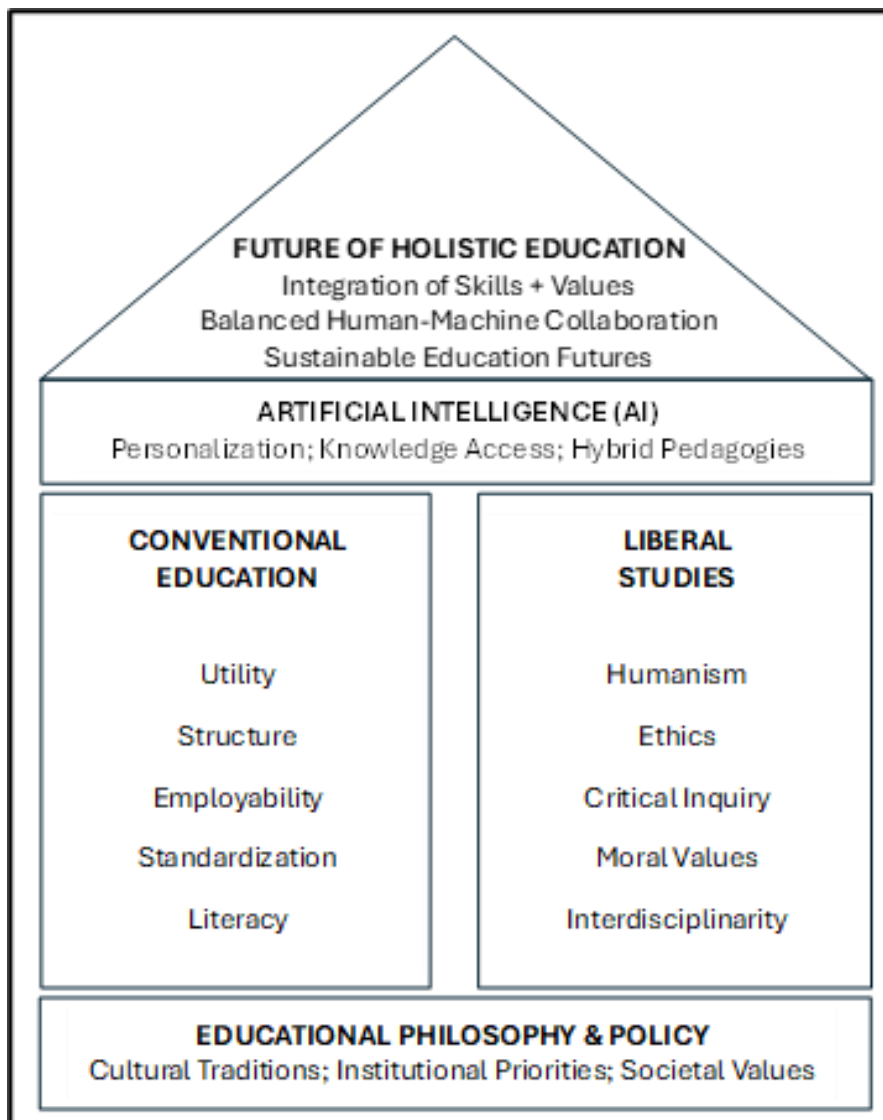 FUTURE OF HOLISTIC EDUCATION
Integration of Skills + Values
Balanced Human-Machine Collaboration
Sustainable Education Futures
ARTIFICIAL INTELLIGENCE (AI)
Personalization; Knowledge Access; Hybrid Pedagogies
CONVENTIONAL
EDUCATION
Utility
Structure
Employability
Standardization
Literacy
LIBERAL
STUDIES
Humanism
Ethics
Critical Inquiry
Moral Values
Interdisciplinarity
EDUCATIONAL PHILOSOPHY & POLICY
Cultural Traditions; Institutional Priorities; Societal Values